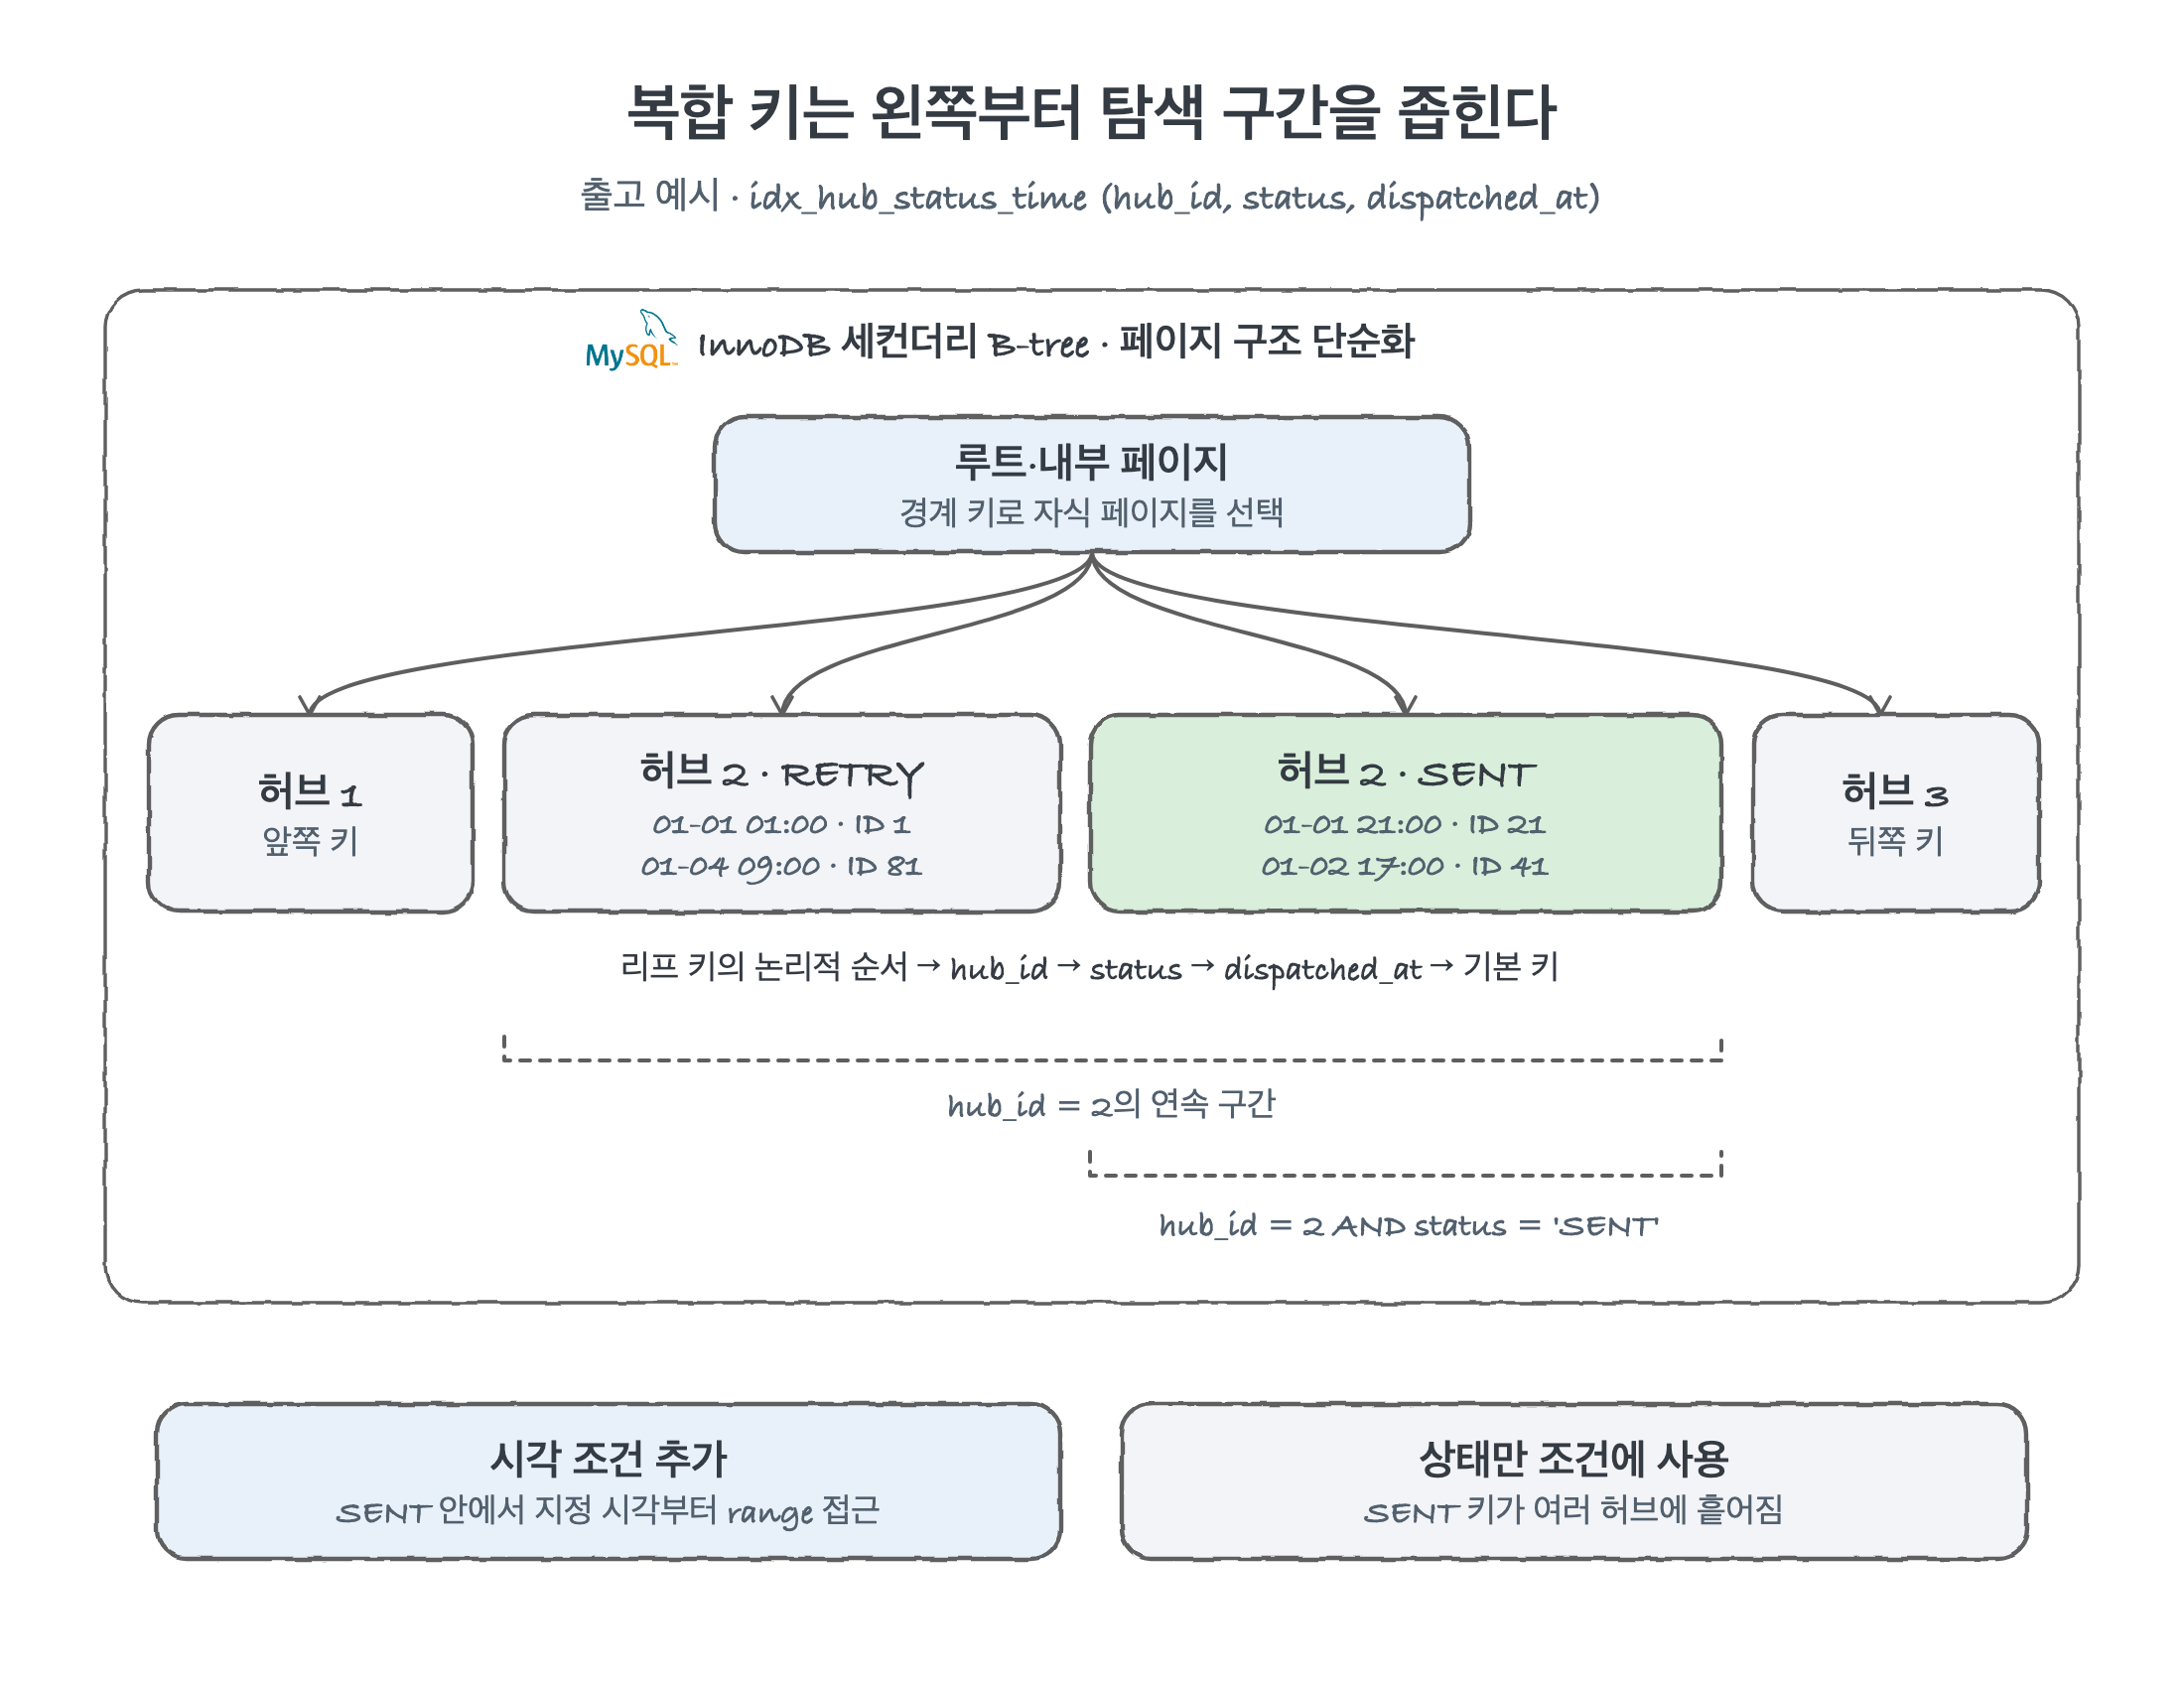 복합 키는 왼쪽부터 탐색 구간을 좁힌다
출고 예시 · idx_hub_status_time (hub_id, status, dispatched_at)
MySQL™ InnoDB 세컨더리 B-tree · 페이지 구조 단순화
루트·내부 페이지
경계 키로 자식 페이지를 선택
허브 1
앞쪽 키
허브 2 · RETRY
01-01 01:00 · ID 1
01-04 09:00 · ID 81
허브 2 · SENT
01-01 21:00 · ID 21
01-02 17:00 · ID 41
허브 3
뒤쪽 키
리프 키의 논리적 순서 → hub_id → status → dispatched_at → 기본 키
hub_id = 2의 연속 구간
hub_id = 2 AND status = 'SENT'
시각 조건 추가
SENT 안에서 지정 시각부터 range 접근
상태만 조건에 사용
SENT 키가 여러 허브에 흩어짐